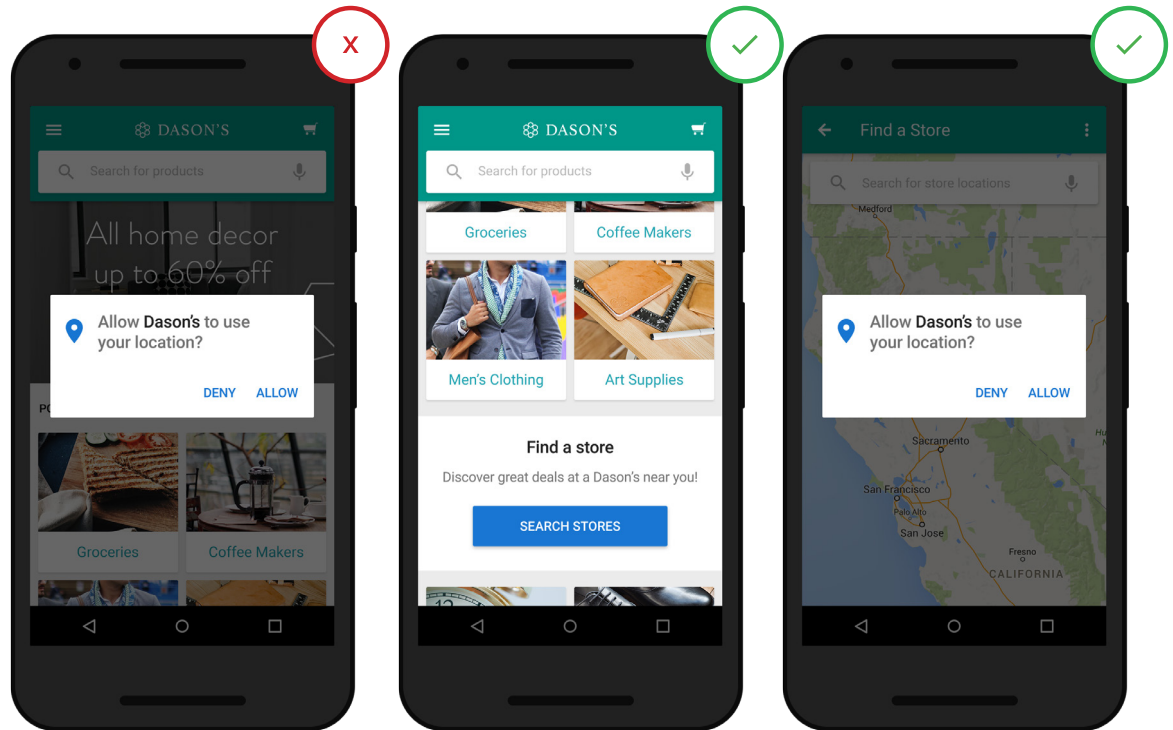 X
DASON'S
Search for products
All home decor
up to 60% off
Allow Dason's to use
your location?
DENY ALLOW
Groceries Coffee Makers
DASON'S
Search for products
Groceries Coffee Makers
Men's Clothing Art Supplies
Find a store
Discover great deals at a Dason's near you!
SEARCH STORES
12
Find a Store
Search for store locations
Medford
Allow Dason's to use
your location?
DENY ALLOW
Sacramento
San Francisco
Palo Alto
San Jose
Fresno
CALIFORNIA